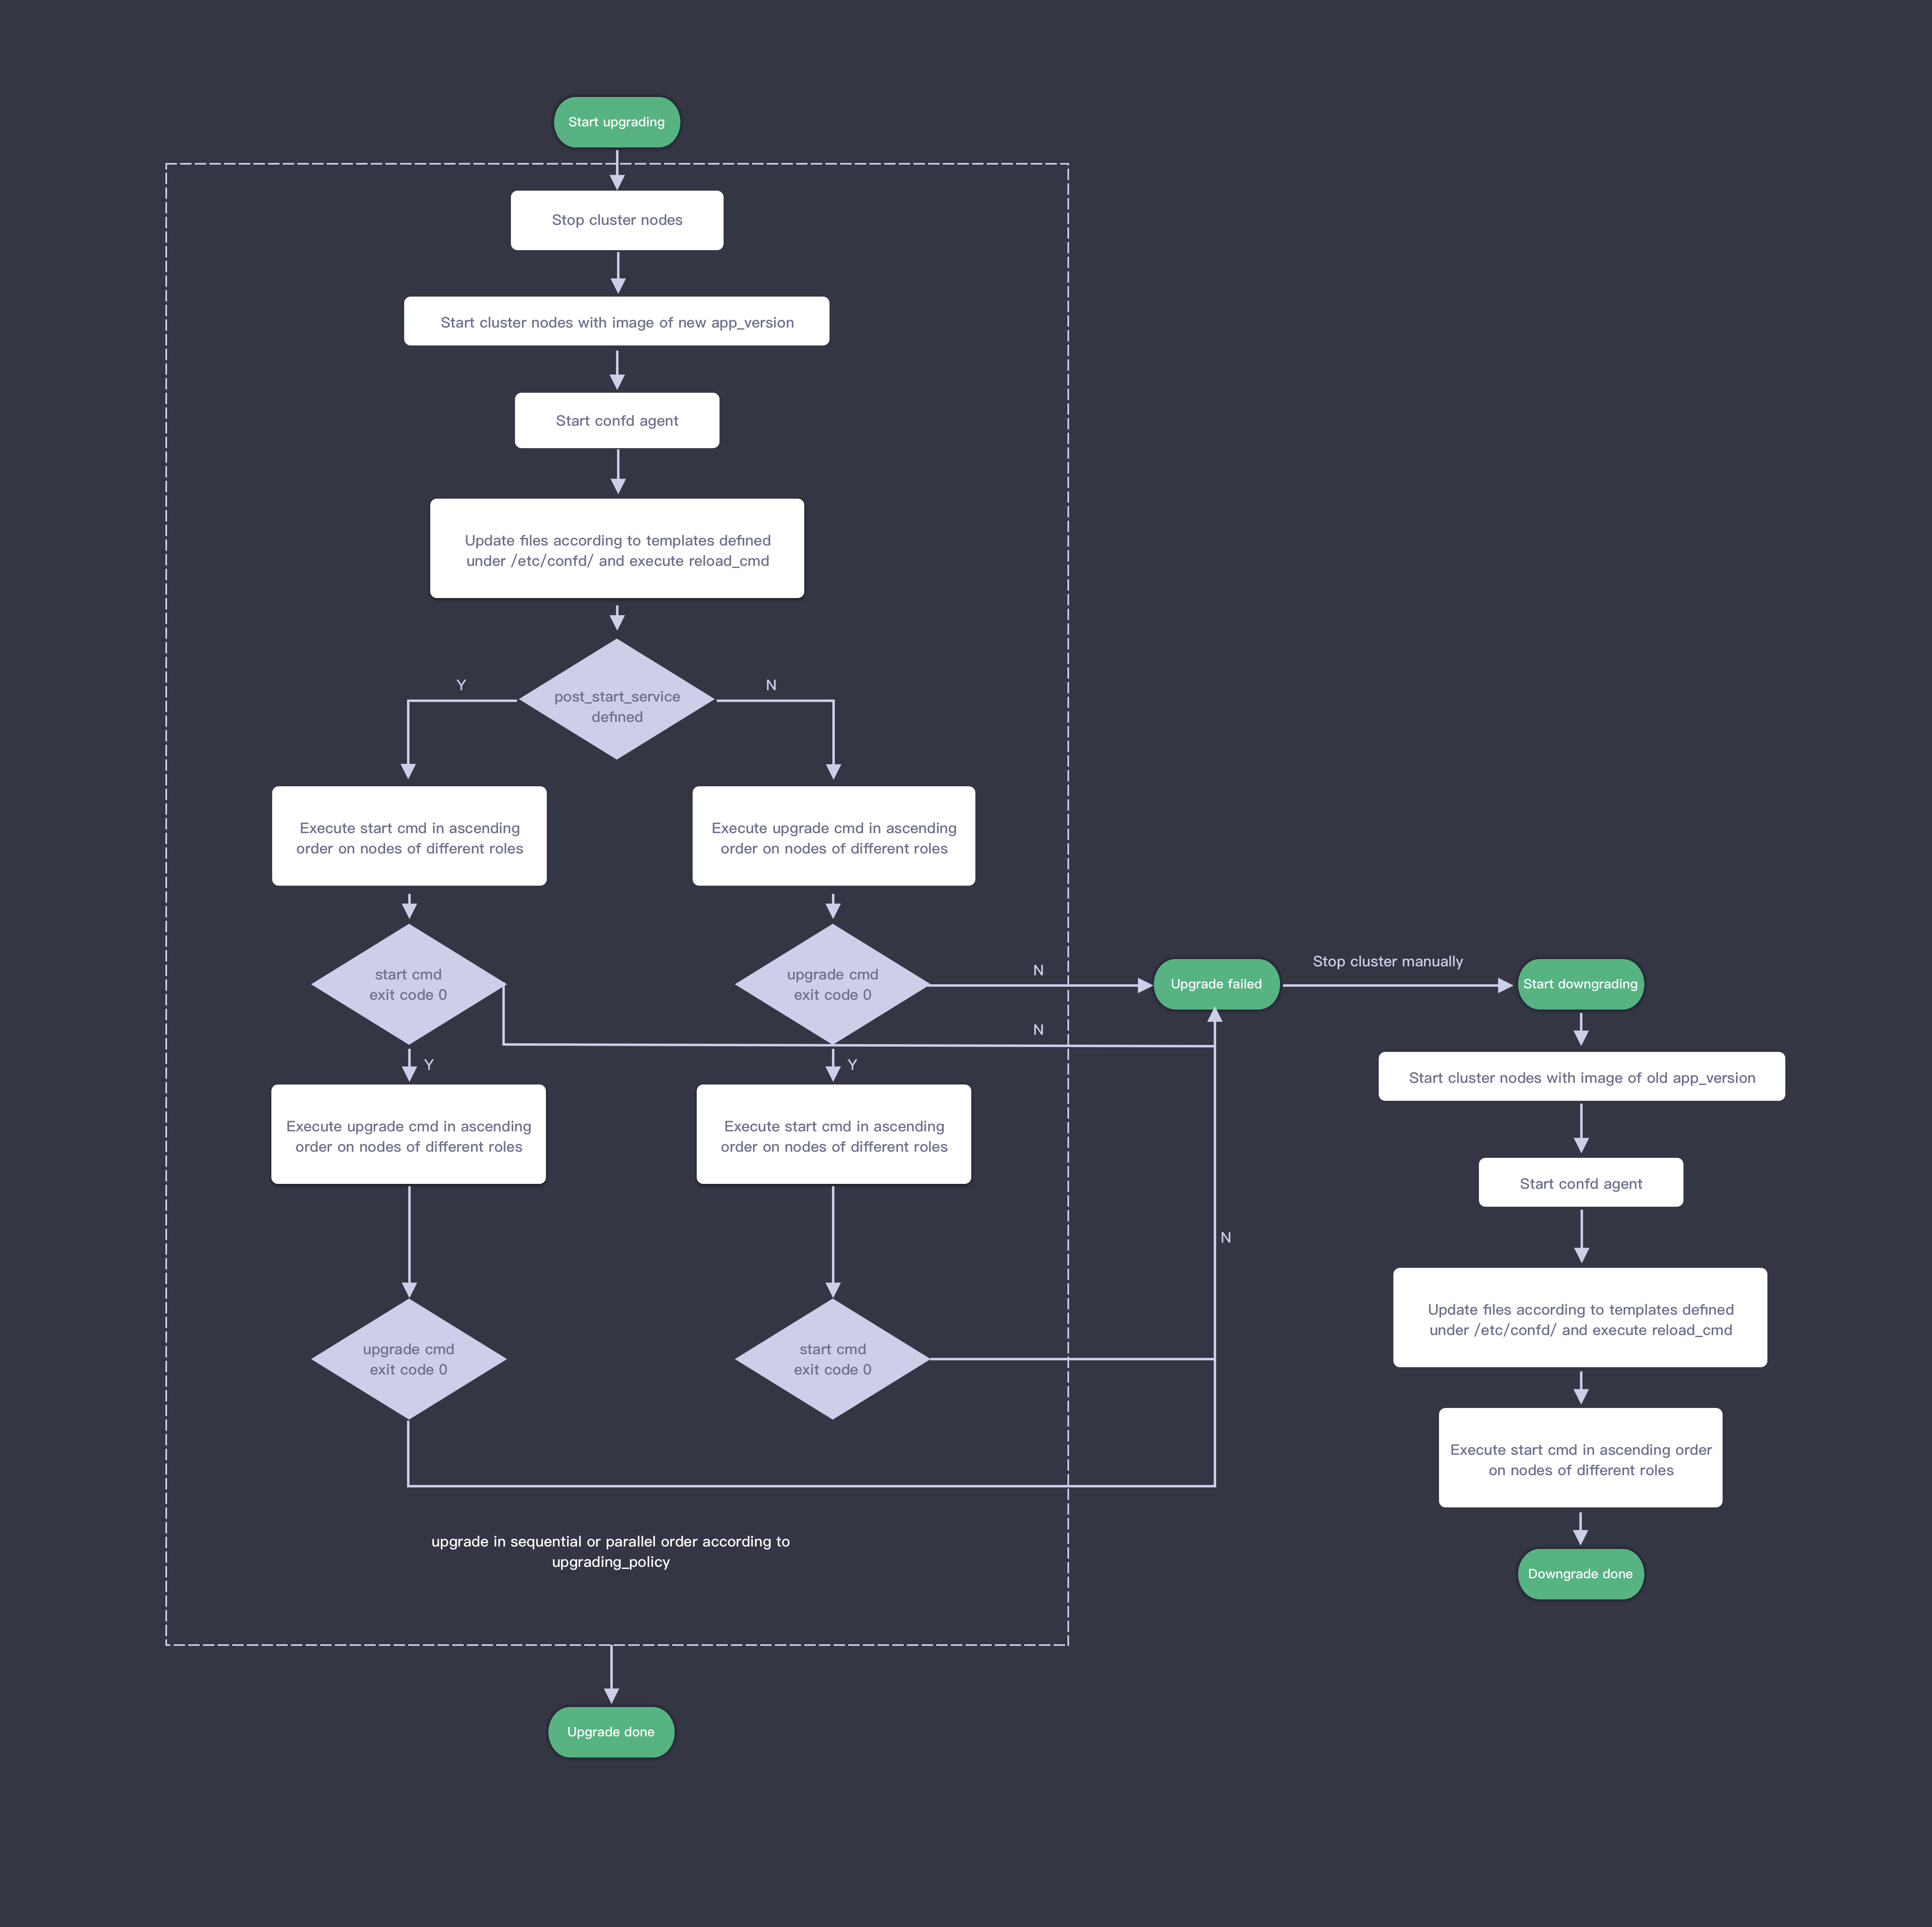 Start upgrading
Stop cluster nodes
Start cluster nodes with image of new app_version
Start confd agent
Update files according to templates defined
under /etc/confd/ and execute reload_cmd
Y
N
post_start_service
defined
Execute start cmd in ascending
order on nodes of different roles
Execute upgrade cmd in ascending
order on nodes of different roles
start cmd
exit code 0
upgrade cmd
exit code 0
N
N
Y
Y
Execute upgrade cmd in ascending
order on nodes of different roles
Execute start cmd in ascending
order on nodes of different roles
upgrade cmd
exit code 0
start cmd
exit code 0
N
upgrade in sequential or parallel order according to
upgrading_policy
Upgrade done
Upgrade failed
Stop cluster manually
Start downgrading
Start cluster nodes with image of old app_version
Start confd agent
Update files according to templates defined
under /etc/confd/ and execute reload_cmd
Execute start cmd in ascending order
on nodes of different roles
Downgrade done